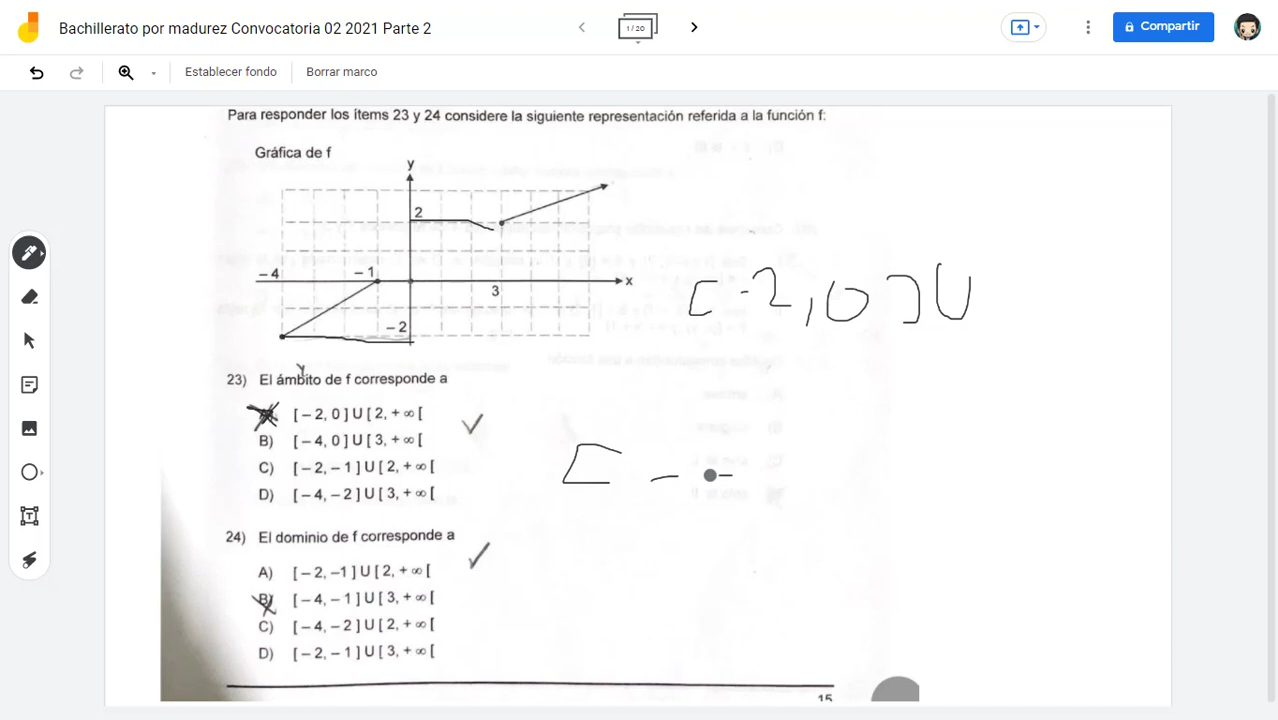 Bachillerato por madurez Convocatoria 02 2021 Parte 2
1/20
Compartir
Establecer fondo
Borrar marco
Para responder los ítems 23 y 24 considere la siguiente representación referida a la función f:
Gráfica de f
y
2
− 4
− 1
3
x
− 2
[ -2, 0 ] U
23) El ámbito de f corresponde a
y
A) [ − 2, 0 ] U [ 2, + ∞ [
B) [ − 4, 0 ] U [ 3, + ∞ [
C) [ − 2, − 1 ] U [ 2, + ∞ [
D) [ − 4, − 2 ] U [ 3, + ∞ [
[ −
24) El dominio de f corresponde a
A) [ − 2, −1 ] U [ 2, + ∞ [
B) [ − 4, − 1 ] U [ 3, + ∞ [
C) [ − 4, − 2 ] U [ 2, + ∞ [
D) [ − 2, − 1 ] U [ 3, + ∞ [
15